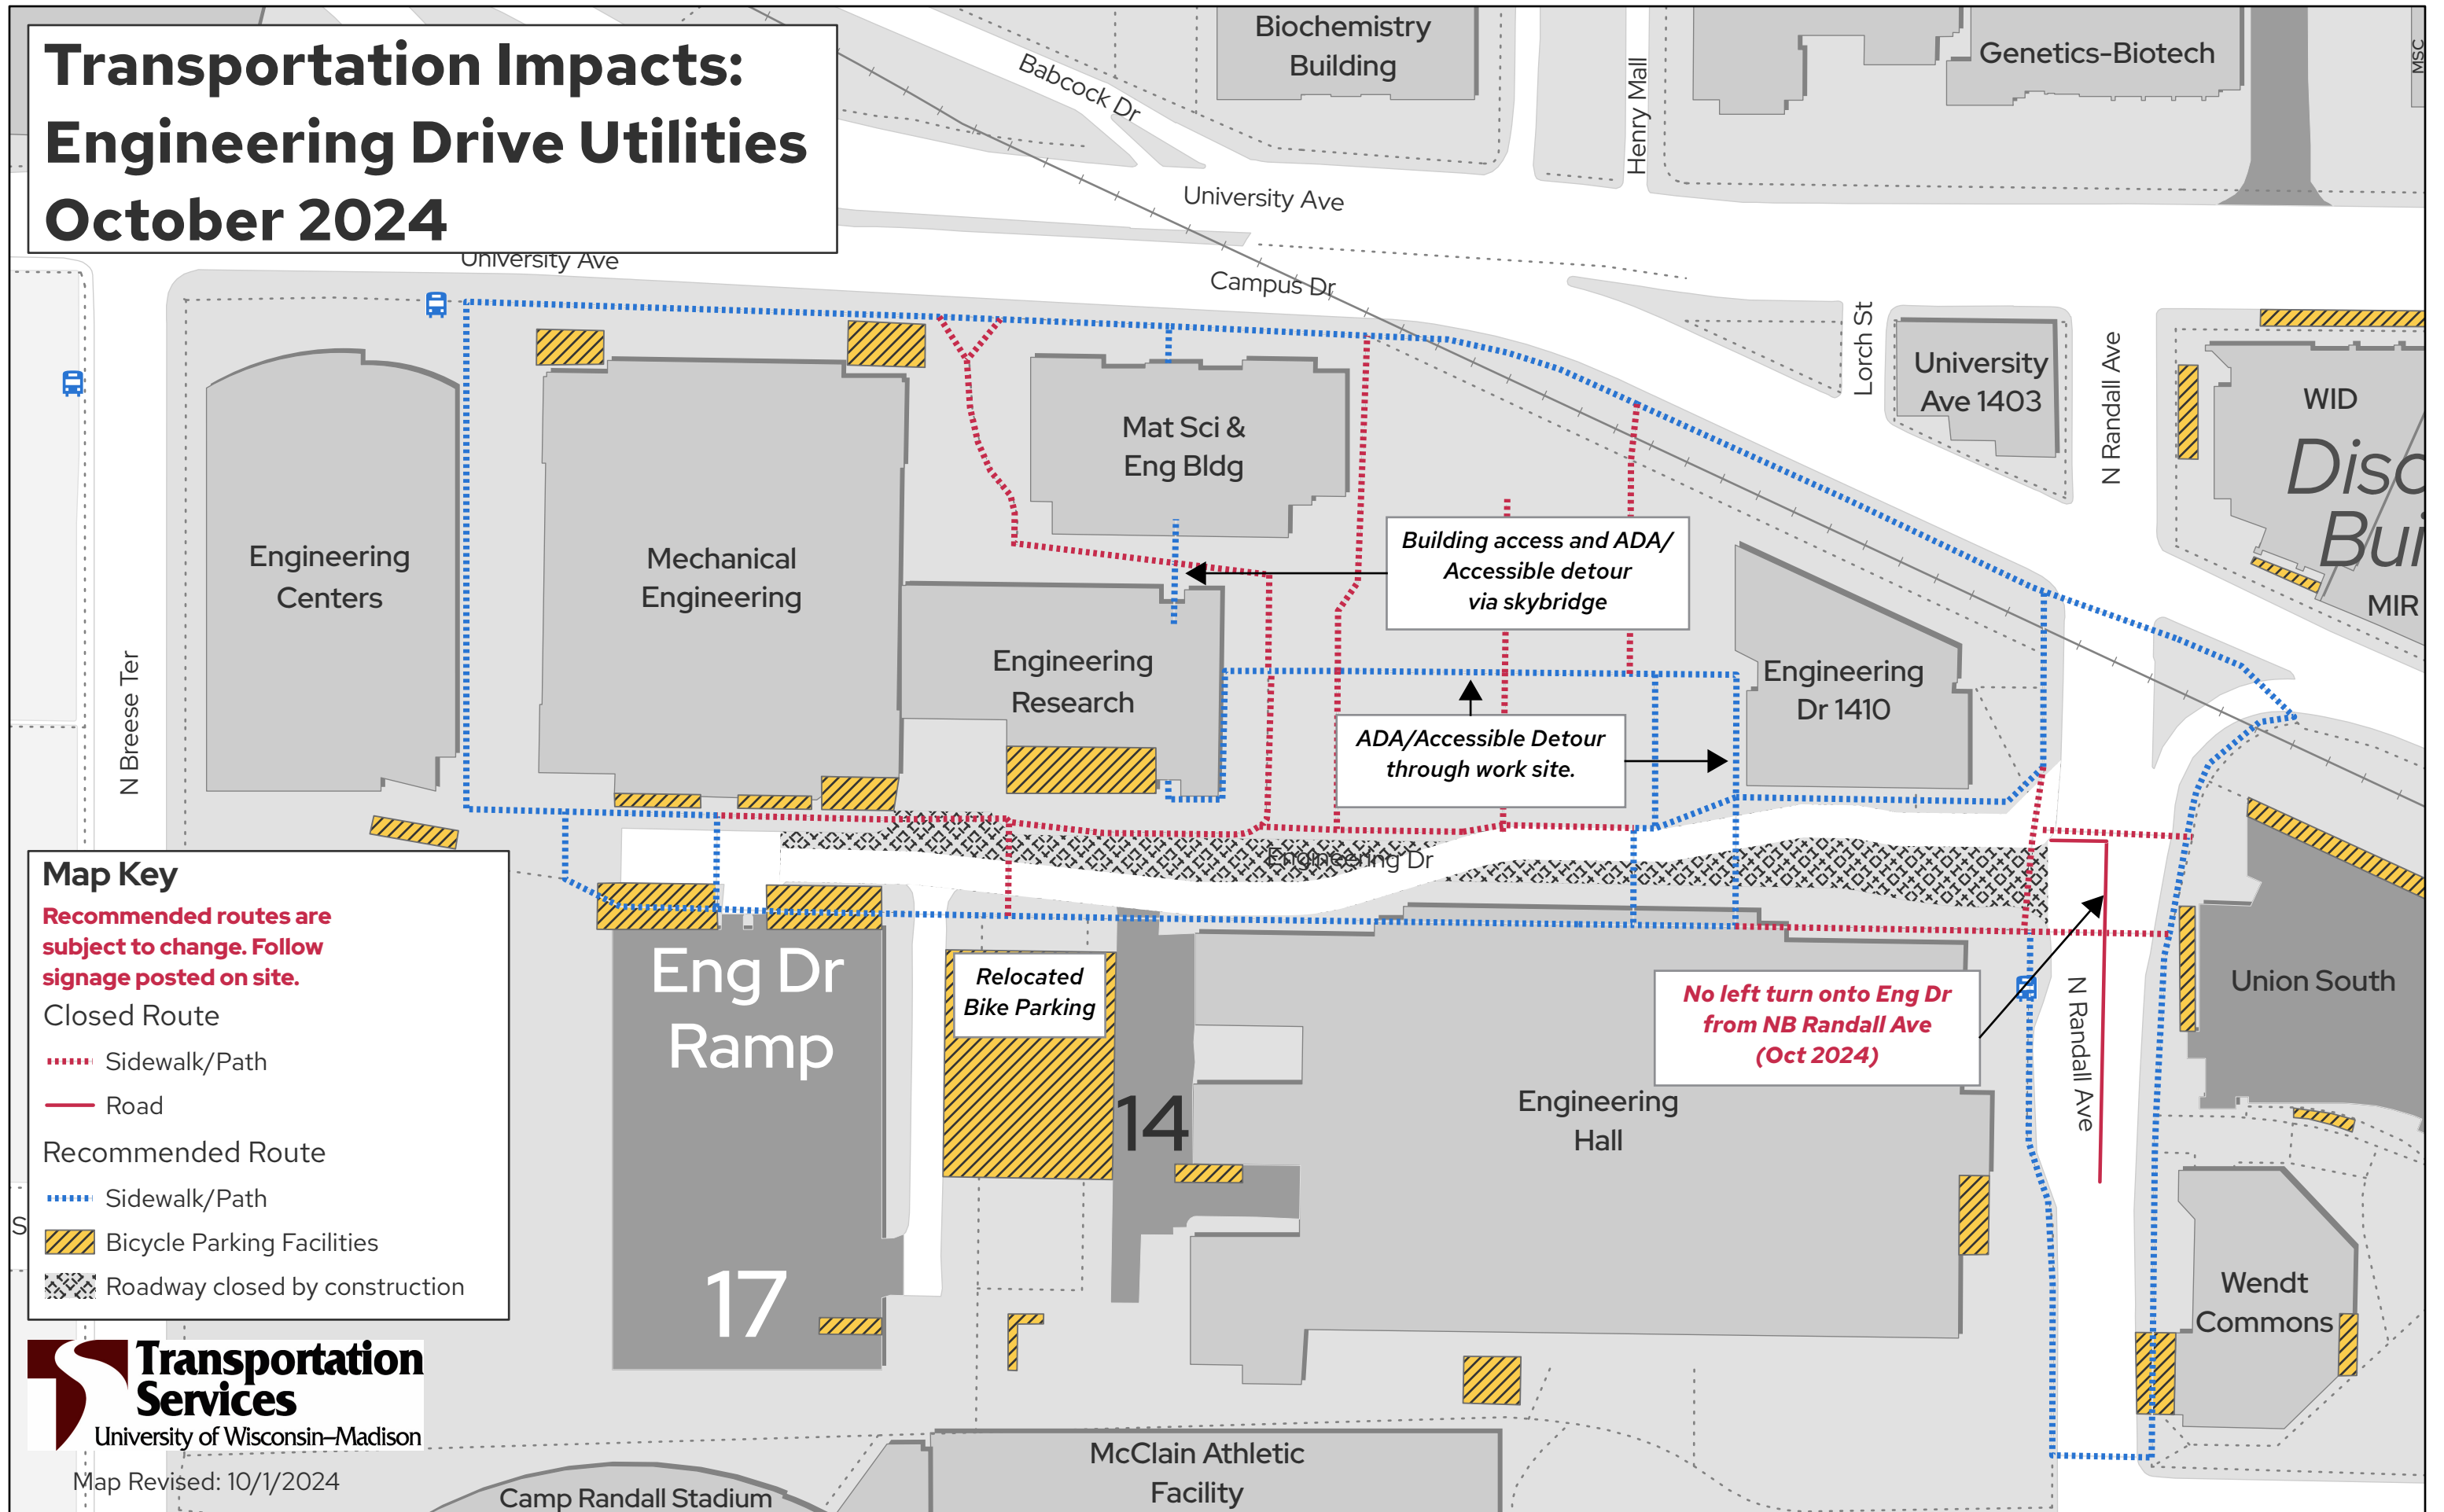 Transportation Impacts:
Engineering Drive Utilities
October 2024
Biochemistry
Building
Genetics-Biotech
MSC
Babcock Dr
Henry Mall
University Ave
University Ave
Campus Dr
Lorch St
University
Ave 1403
N Randall Ave
WID
Disc
Bui
MIR
Engineering
Centers
Mechanical
Engineering
Mat Sci &
Eng Bldg
Building access and ADA/
Accessible detour
via skybridge
Engineering
Research
Engineering
Dr 1410
ADA/Accessible Detour
through work site.
N Breese Ter
Engineering Dr
Map Key
Recommended routes are
subject to change. Follow
signage posted on site.
Closed Route
Sidewalk/Path
Road
Recommended Route
Sidewalk/Path
Bicycle Parking Facilities
Roadway closed by construction
S
Eng Dr
Ramp
17
Relocated
Bike Parking
14
Engineering
Hall
No left turn onto Eng Dr
from NB Randall Ave
(Oct 2024)
N Randall Ave
Union South
Wendt
Commons
Transportation
Services
University of Wisconsin–Madison
Map Revised: 10/1/2024
Camp Randall Stadium
McClain Athletic
Facility